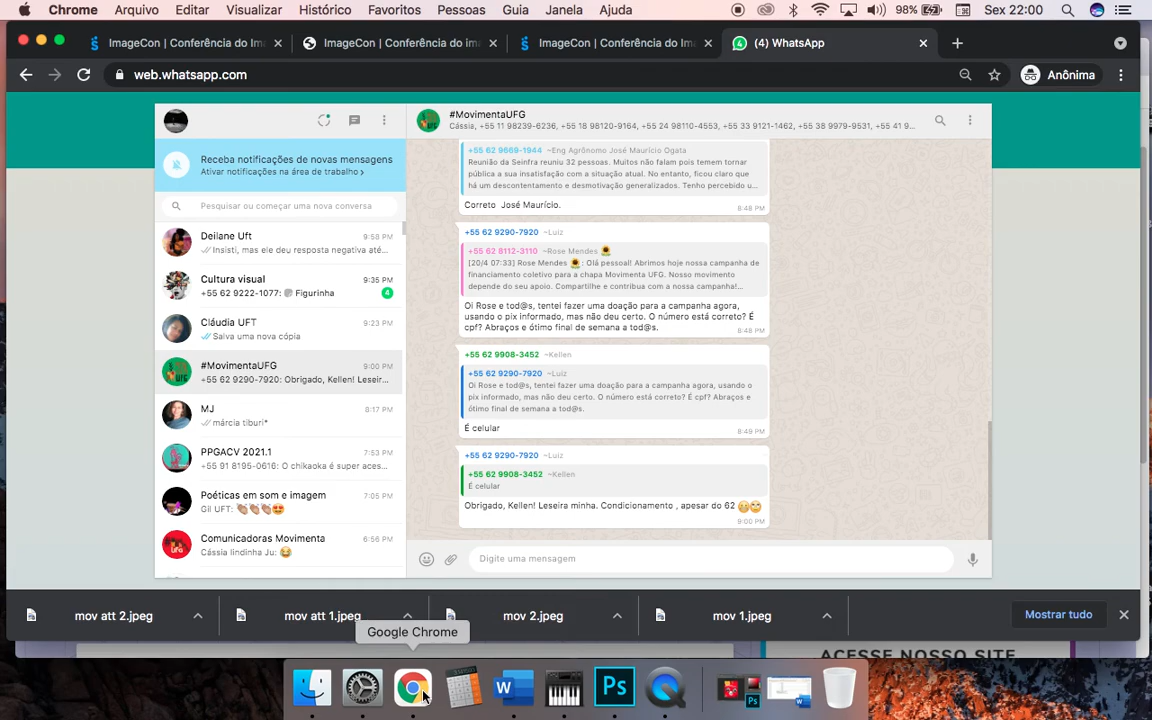 Chrome Arquivo Editar Visualizar Histórico Favoritos Pessoas Guia Janela Ajuda 98% Sex 22:00
ImageCon | Conferência do Im ImageCon | Conferência do im ImageCon | Conferência do Im (4) WhatsApp
web.whatsapp.com Anônima
#MovimentaUFG
Cássia, +55 11 98239-6236, +55 18 98120-9164, +55 24 98110-4553, +55 33 9121-1462, +55 38 9979-9531, +55 41 9...
Receba notificações de novas mensagens
Ativar notificações na área de trabalho >
Pesquisar ou começar uma nova conversa
Deilane Uft 9:58 PM
Insisti, mas ele deu resposta negativa até...
Cultura visual 9:35 PM
+55 62 9222-1077: Figurinha 4
Cláudia UFT 9:23 PM
Salva uma nova cópia
#MovimentaUFG 9:00 PM
+55 62 9290-7920: Obrigado, Kellen! Leseir...
MJ 8:17 PM
márcia tiburi*
PPGACV 2021.1 7:53 PM
+55 91 8195-0616: O chikaoka é super aces...
Poéticas em som e imagem 7:05 PM
Gil UFT:
Comunicadoras Movimenta 6:56 PM
Cássia lindinha Ju:
+55 62 9669-1944 ~Eng Agrônomo José Maurício Ogata
Reunião da Seinfra reuniu 32 pessoas. Muitos não falam pois temem tornar
pública a sua insatisfação com a situação atual. No entanto, ficou claro que
há um descontentamento e desmotivação generalizados. Tenho percebido u...
Correto José Maurício.
8:48 PM
+55 62 9290-7920 ~Luiz
+55 62 8112-3110 ~Rose Mendes
[20/4 07:33] Rose Mendes : Olá pessoal! Abrimos hoje nossa campanha de
financiamento coletivo para a chapa Movimenta UFG. Nosso movimento
depende do seu apoio. Compartilhe e contribua com a nossa campanha!...
Oi Rose e tod@s, tentei fazer uma doação para a campanha agora,
usando o pix informado, mas não deu certo. O número está correto? É
cpf? Abraços e ótimo final de semana a tod@s.
8:48 PM
+55 62 9908-3452 ~Kellen
+55 62 9290-7920 ~Luiz
Oi Rose e tod@s, tentei fazer uma doação para a campanha agora, usando o
pix informado, mas não deu certo. O número está correto? É cpf? Abraços e
ótimo final de semana a tod@s.
É celular
8:49 PM
+55 62 9290-7920 ~Luiz
+55 62 9908-3452 ~Kellen
É celular
Obrigado, Kellen! Leseira minha. Condicionamento , apesar do 62
9:00 PM
Digite uma mensagem
mov att 2.jpeg mov att 1.jpeg mov 2.jpeg mov 1.jpeg Mostrar tudo
Google Chrome
ACESSE NOSSO SITE
W Ps